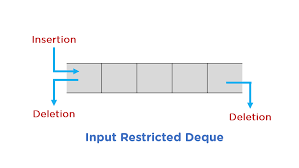 Insertion
Deletion
Deletion
Input Restricted Deque